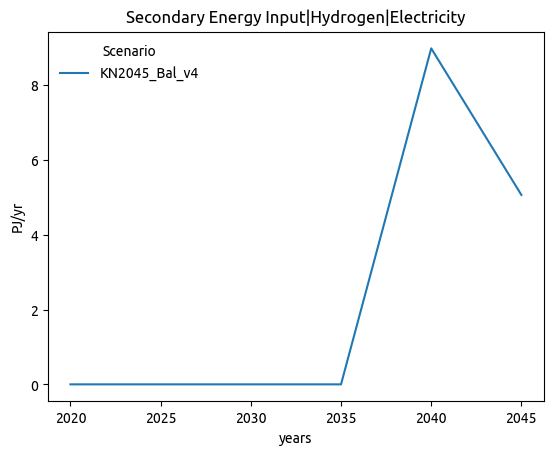 Secondary Energy Input|Hydrogen|Electricity
Scenario
KN2045_Bal_v4
8
6
4
2
0
PJ/yr
2020 2025 2030 2035 2040 2045
years